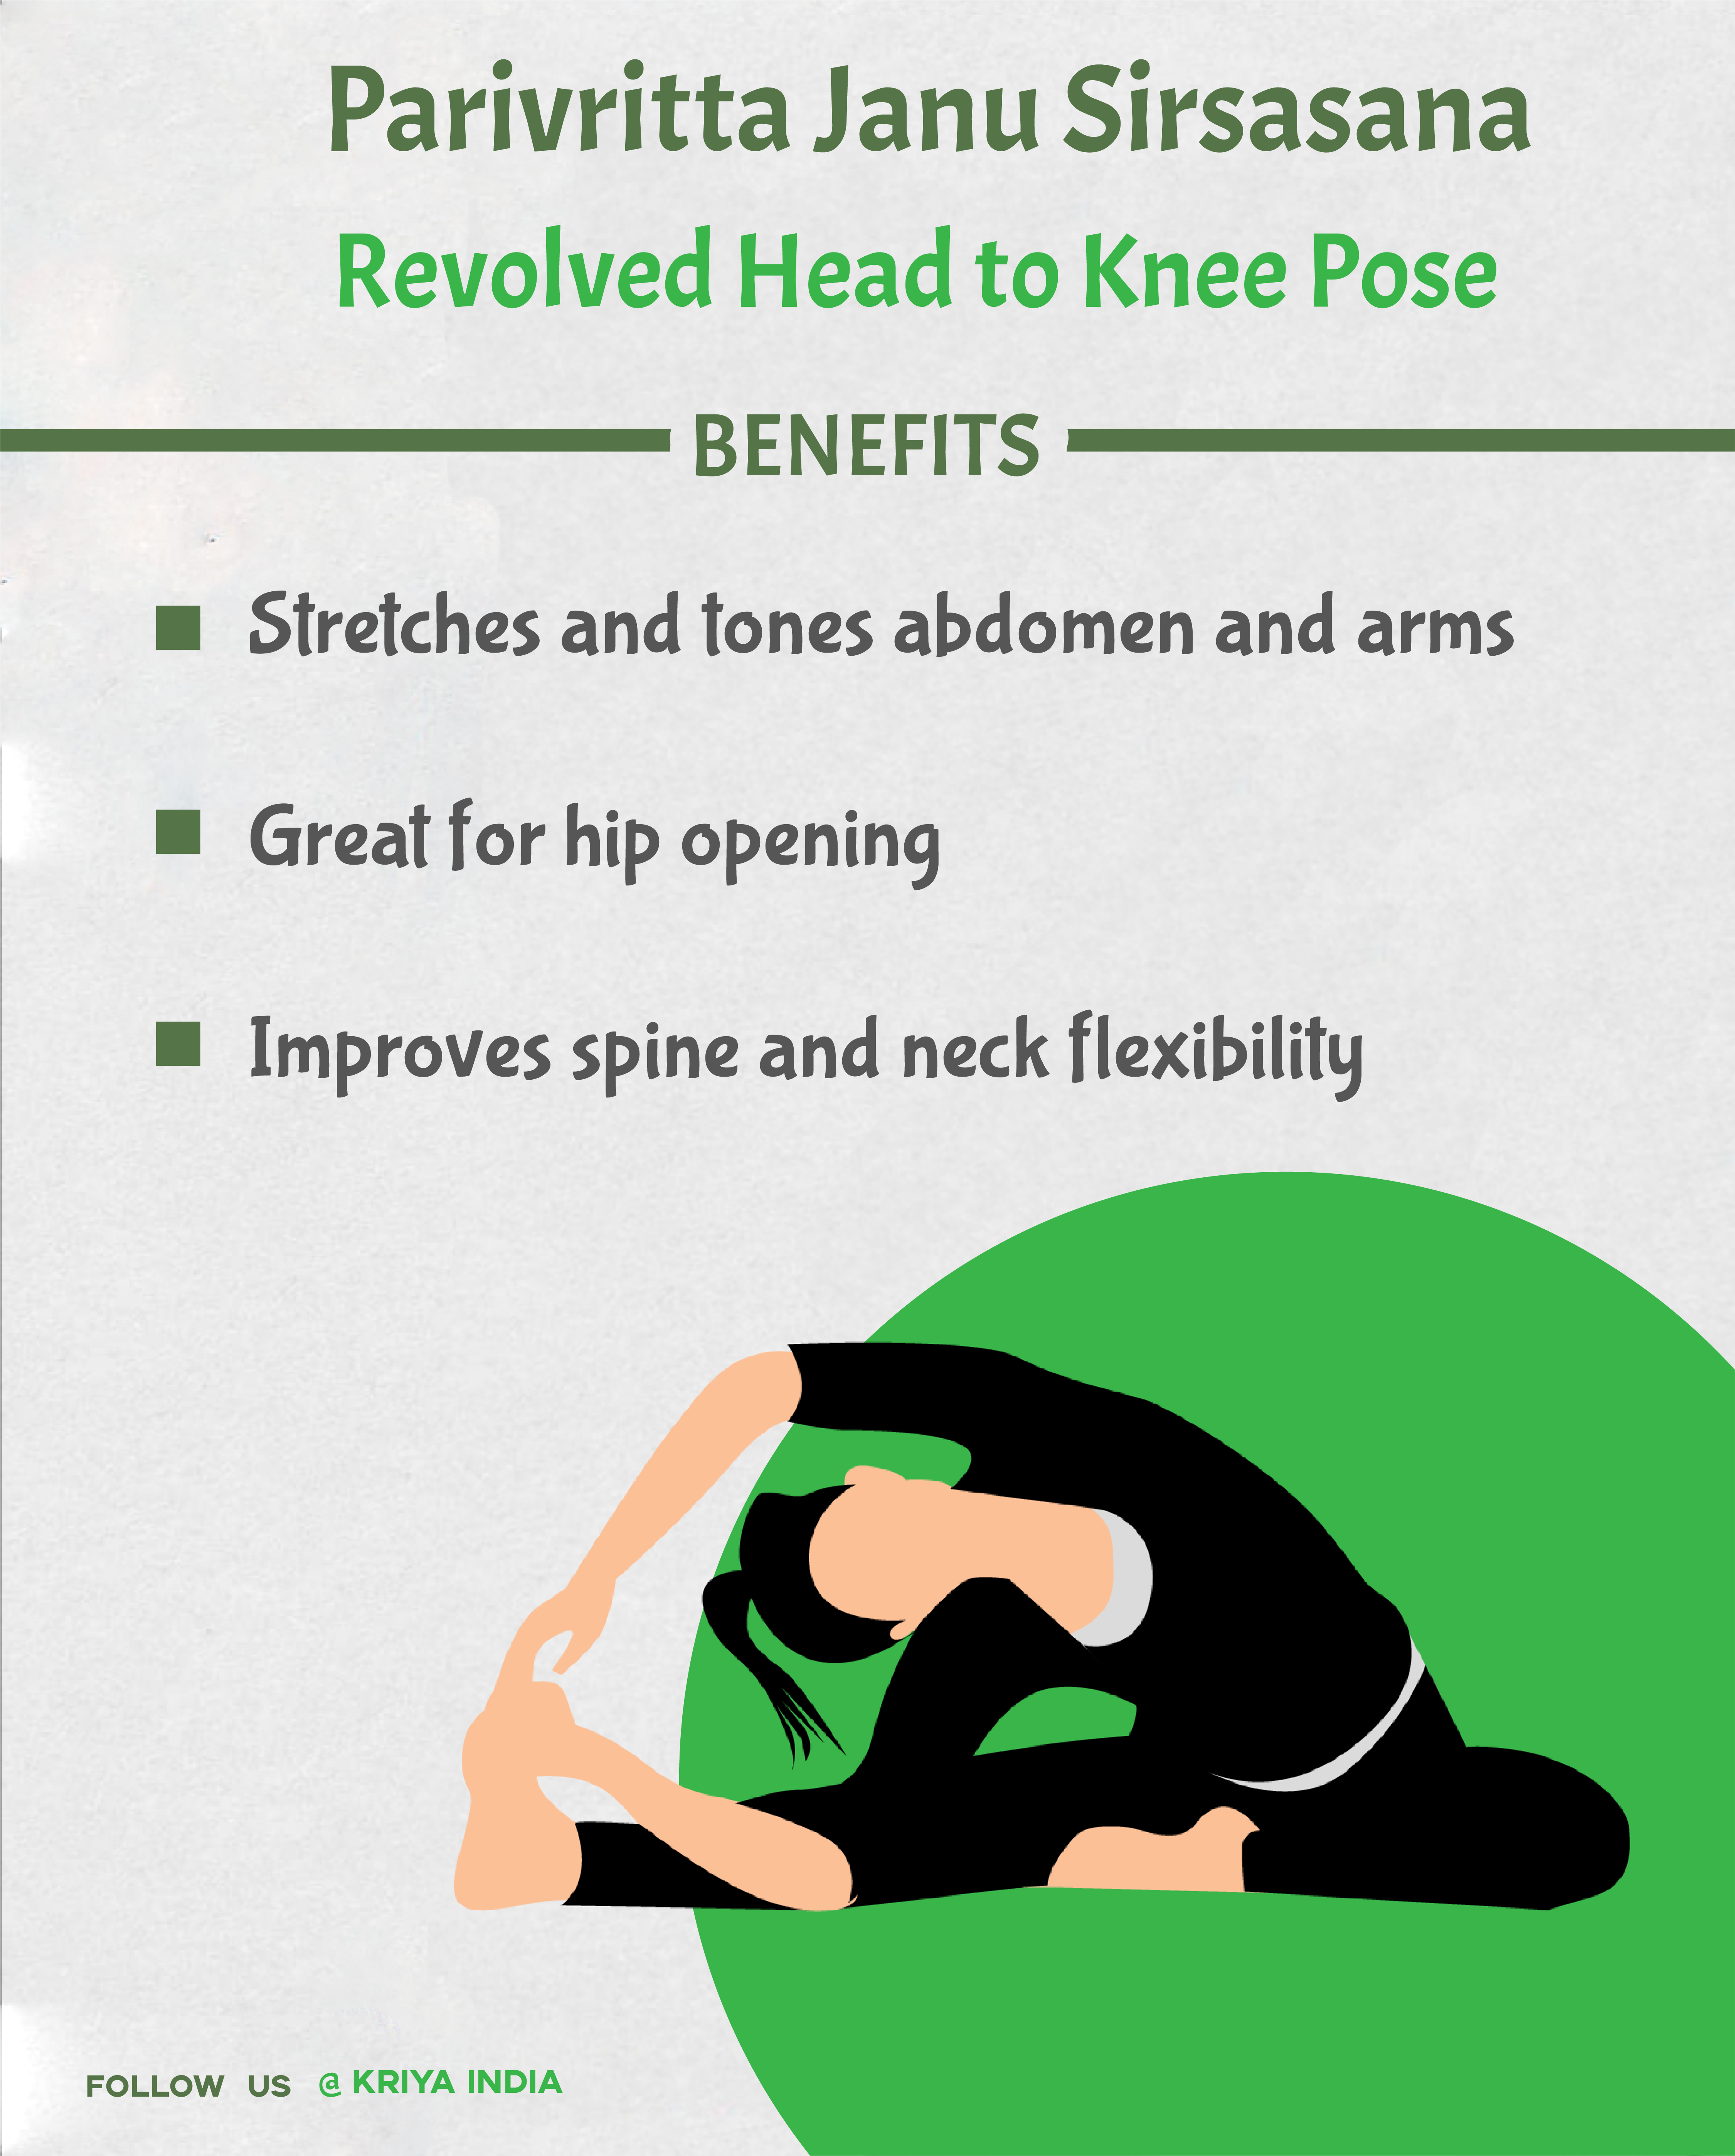 Parivritta Janu Sirsasana
Revolved Head to Knee Pose
BENEFITS
Stretches and tones abdomen and arms
Great for hip opening
Improves spine and neck flexibility
FOLLOW US @ KRIYA INDIA